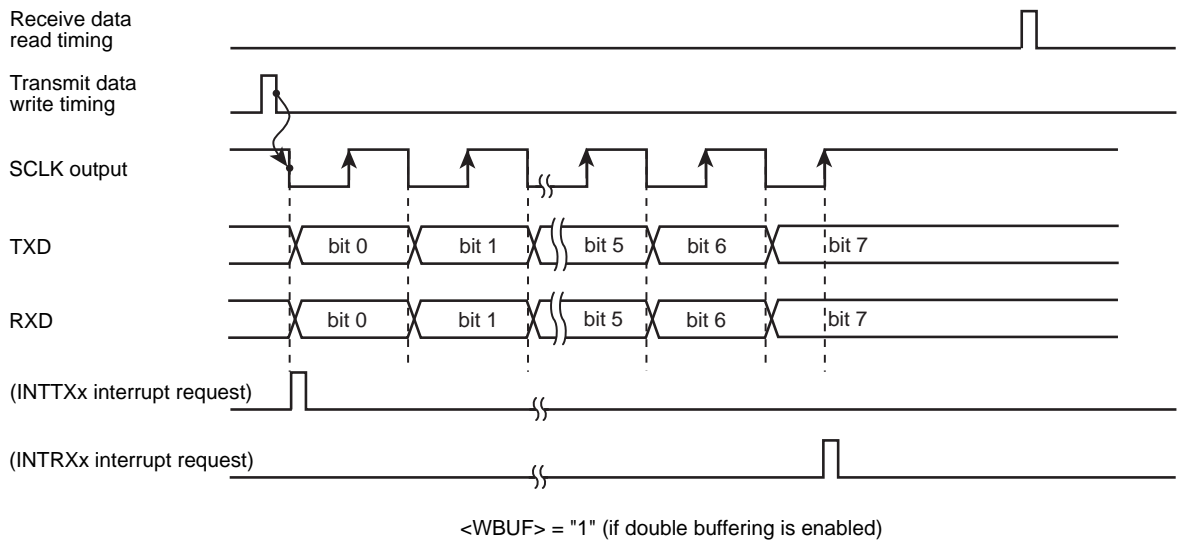 Receive data
read timing
Transmit data
write timing
SCLK output
TXD
bit 0 bit 1 bit 5 bit 6 bit 7
RXD
bit 0 bit 1 bit 5 bit 6 bit 7
(INTTXx interrupt request)
(INTRXx interrupt request)
<WBUF> = "1" (if double buffering is enabled)